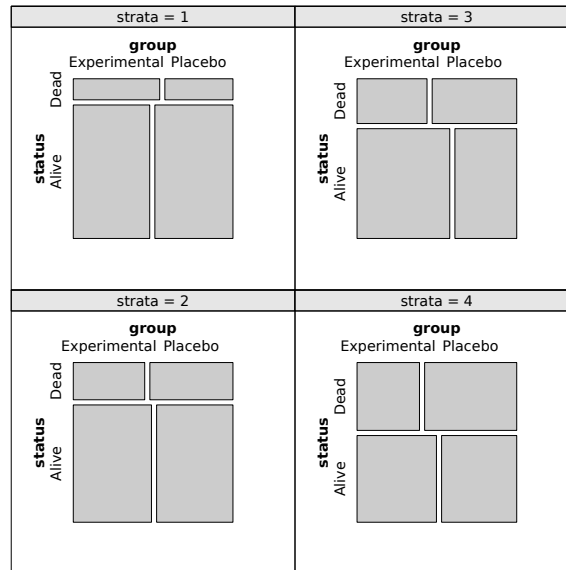 strata = 1
group
Experimental Placebo
status
Dead
Alive
strata = 3
group
Experimental Placebo
status
Dead
Alive
strata = 2
group
Experimental Placebo
status
Dead
Alive
strata = 4
group
Experimental Placebo
status
Dead
Alive